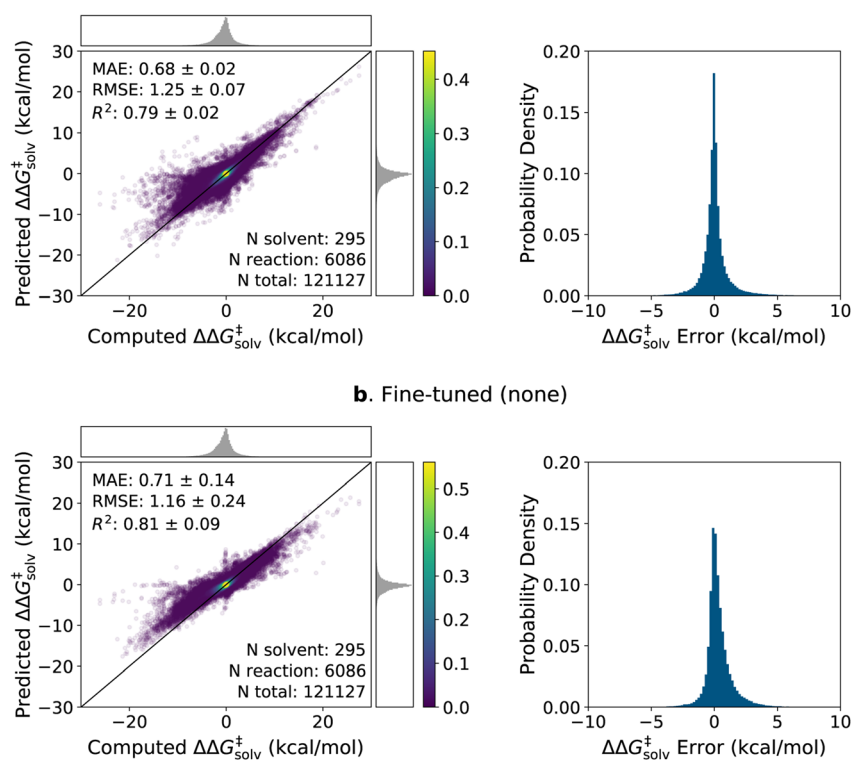 30
20
10
0
−10
−20
−30
Predicted ΔΔG‡solv (kcal/mol)
MAE: 0.68 ± 0.02
RMSE: 1.25 ± 0.07
R²: 0.79 ± 0.02
N solvent: 295
N reaction: 6086
N total: 121127
−20 0 20
Computed ΔΔG‡solv (kcal/mol)
0.4
0.3
0.2
0.1
0.0
0.20
0.15
0.10
0.05
0.00
Probability Density
−10 −5 0 5 10
ΔΔG‡solv Error (kcal/mol)
b. Fine-tuned (none)
30
20
10
0
−10
−20
−30
Predicted ΔΔG‡solv (kcal/mol)
MAE: 0.71 ± 0.14
RMSE: 1.16 ± 0.24
R²: 0.81 ± 0.09
N solvent: 295
N reaction: 6086
N total: 121127
−20 0 20
Computed ΔΔG‡solv (kcal/mol)
0.5
0.4
0.3
0.2
0.1
0.0
0.20
0.15
0.10
0.05
0.00
Probability Density
−10 −5 0 5 10
ΔΔG‡solv Error (kcal/mol)